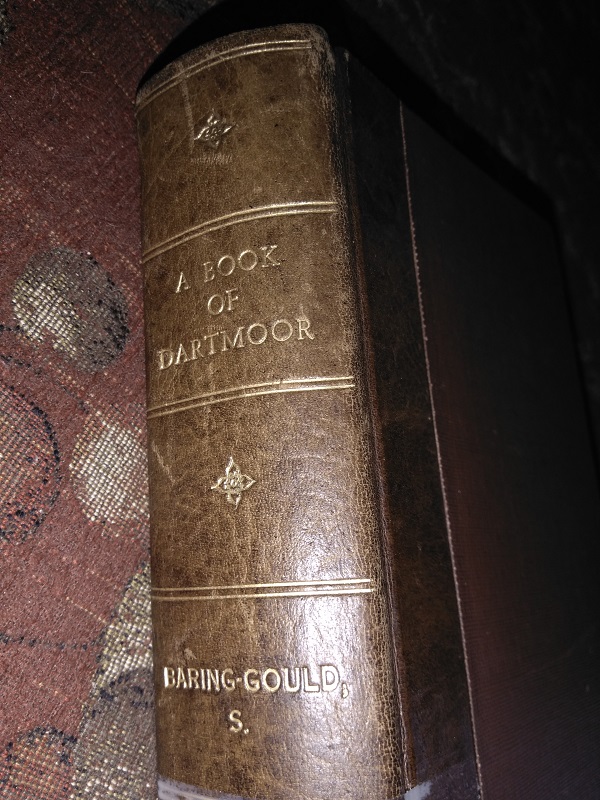 A BOOK
OF
DARTMOOR
BARING-GOULD,
S.